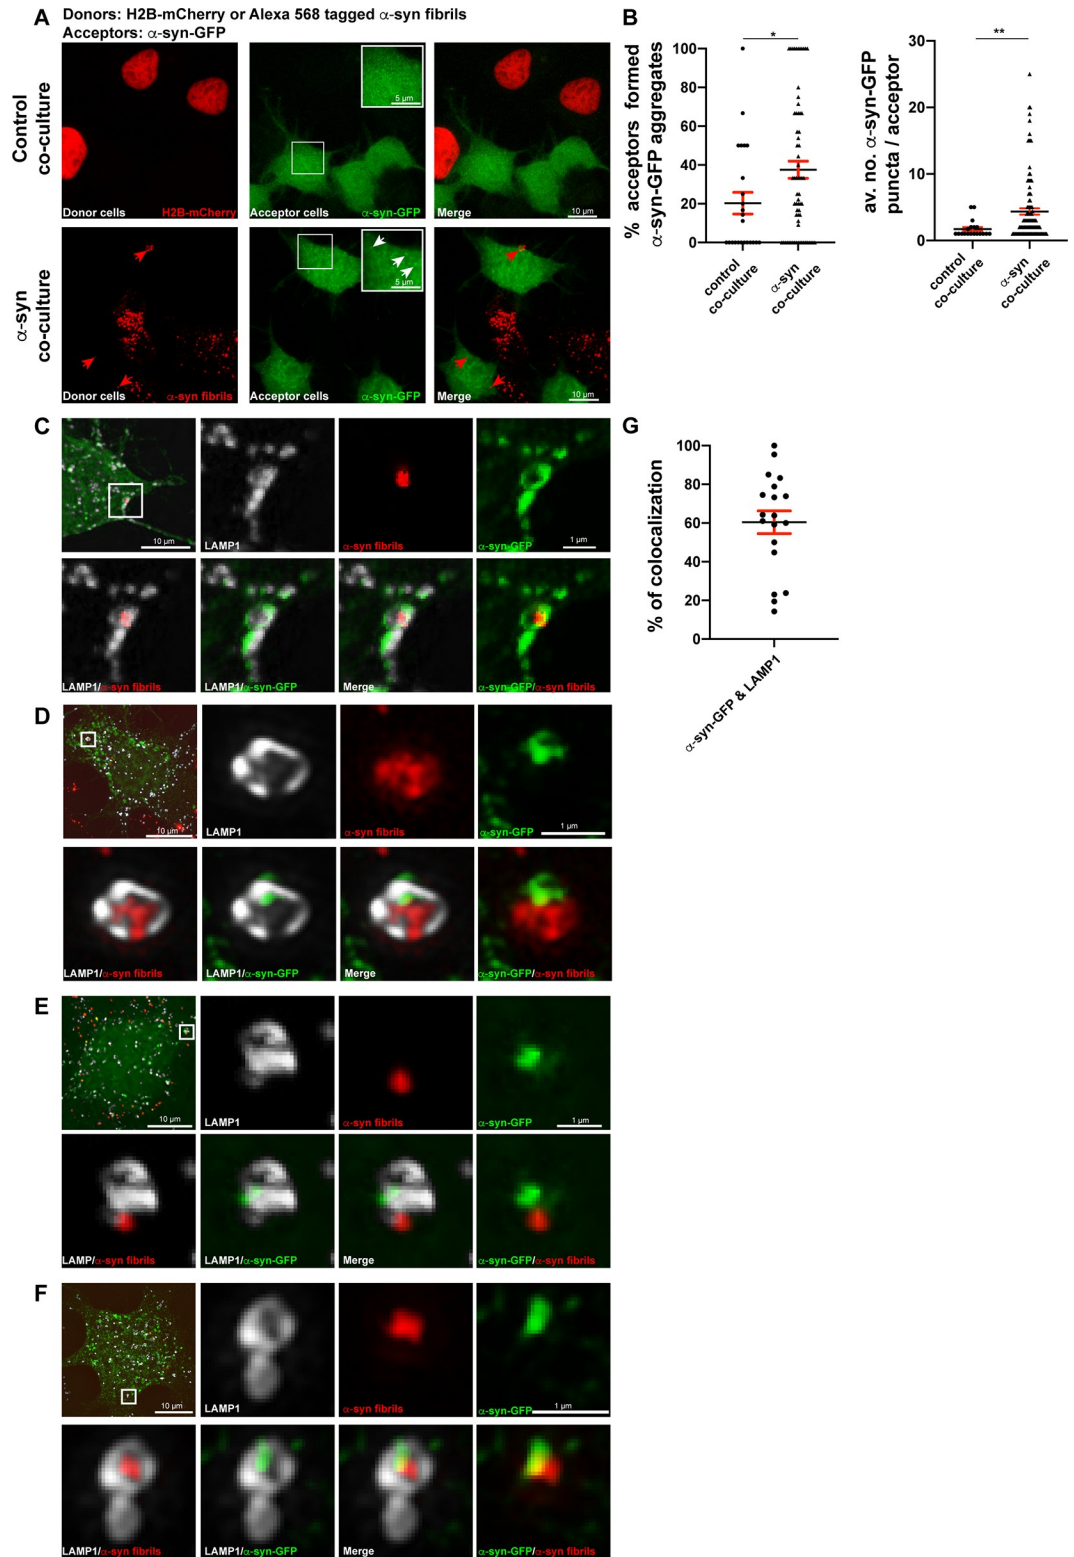 A
Donors: H2B-mCherry or Alexa 568 tagged α-syn fibrils
Acceptors: α-syn-GFP
Control
co-culture
5 µm
Donor cells
H2B-mCherry
Acceptor cells
α-syn-GFP
Merge
10 µm
α-syn
co-culture
5 µm
Donor cells
α-syn fibrils
Acceptor cells
α-syn-GFP
Merge
10 µm
B
% acceptors formed
α-syn-GFP aggregates
100
80
60
40
20
0
*
control
co-culture
α-syn
co-culture
av. no. α-syn-GFP
puncta / acceptor
30
20
10
0
**
control
co-culture
α-syn
co-culture
C
10 µm
LAMP1
α-syn fibrils
α-syn-GFP
1 µm
LAMP1/α-syn fibrils
LAMP1/α-syn-GFP
Merge
α-syn-GFP/α-syn fibrils
D
10 µm
LAMP1
α-syn fibrils
α-syn-GFP
1 µm
LAMP1/α-syn fibrils
LAMP1/α-syn-GFP
Merge
α-syn-GFP/α-syn fibrils
E
10 µm
LAMP1
α-syn fibrils
α-syn-GFP
1 µm
LAMP/α-syn fibrils
LAMP1/α-syn-GFP
Merge
α-syn-GFP/α-syn fibrils
F
10 µm
LAMP1
α-syn fibrils
α-syn-GFP
1 µm
LAMP1/α-syn fibrils
LAMP1/α-syn-GFP
Merge
α-syn-GFP/α-syn fibrils
G
% of colocalization
100
80
60
40
20
0
α-syn-GFP & LAMP1